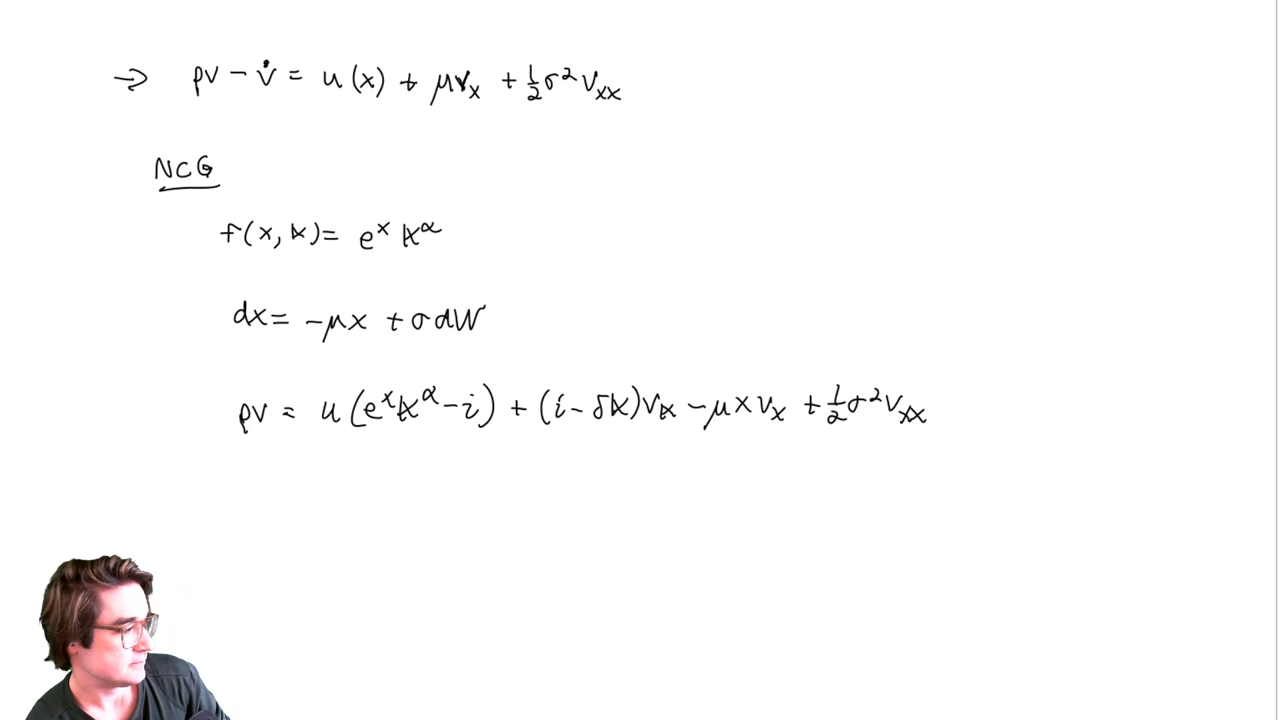 → ρv − v̇ = u(x) + μv_x + ½σ²v_xx
NCG
f(x, k) = e^x k^α
dx = −μx + σdW
ρv = u(e^x k^α − i) + (i − δk)v_k − μxv_x + ½σ²v_xx